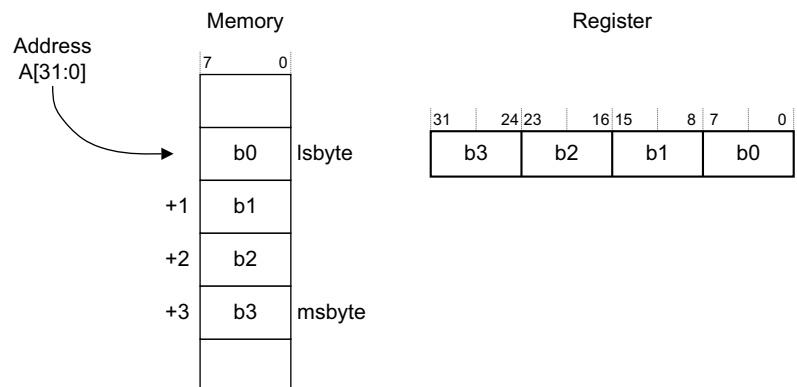 Memory
Register
Address
A[31:0]
7 0
31 24 23 16 15 8 7 0
b0 lsbyte
b3 b2 b1 b0
+1 b1
+2 b2
+3 b3 msbyte